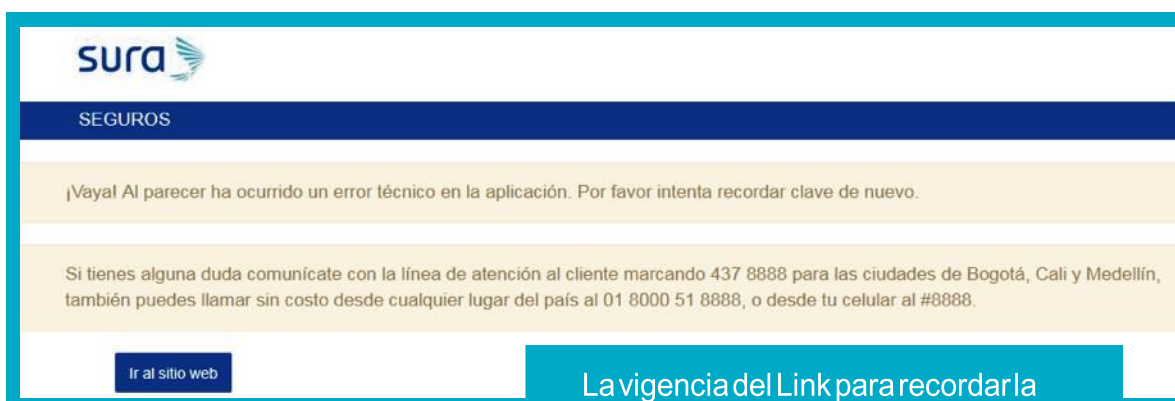 sura
SEGUROS
¡Vaya! Al parecer ha ocurrido un error técnico en la aplicación. Por favor intenta recordar clave de nuevo.
Si tienes alguna duda comunícate con la línea de atención al cliente marcando 437 8888 para las ciudades de Bogotá, Cali y Medellín,
también puedes llamar sin costo desde cualquier lugar del país al 01 8000 51 8888, o desde tu celular al #8888.
Ir al sitio web
La vigencia del Link para recordar la